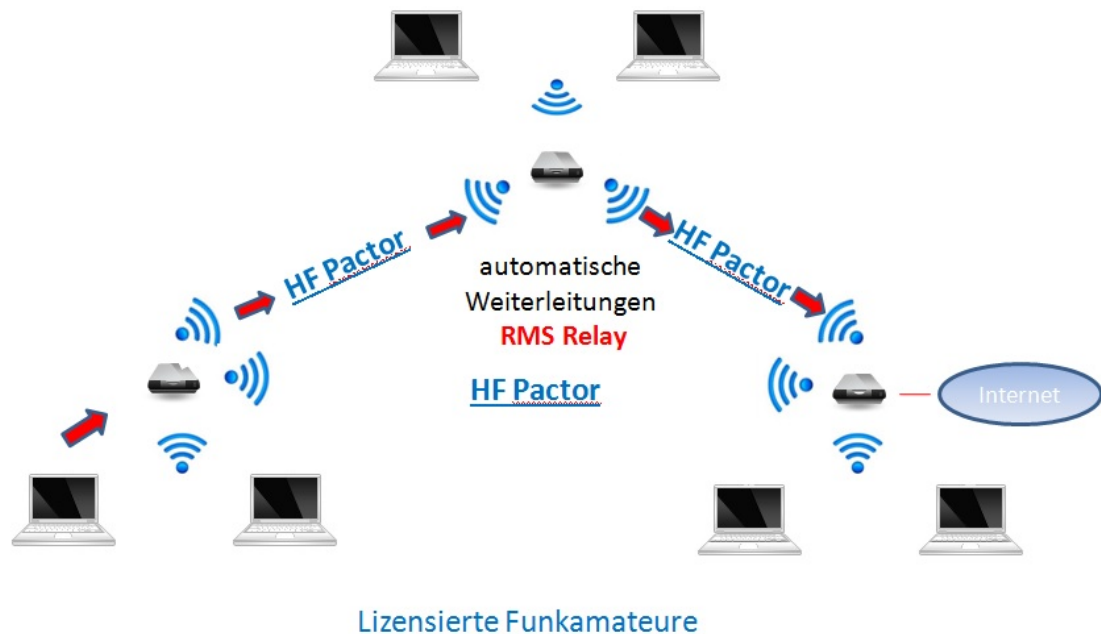 HF Pactor
HF Pactor
automatische
Weiterleitungen
RMS Relay
HF Pactor
Internet
Lizensierte Funkamateure